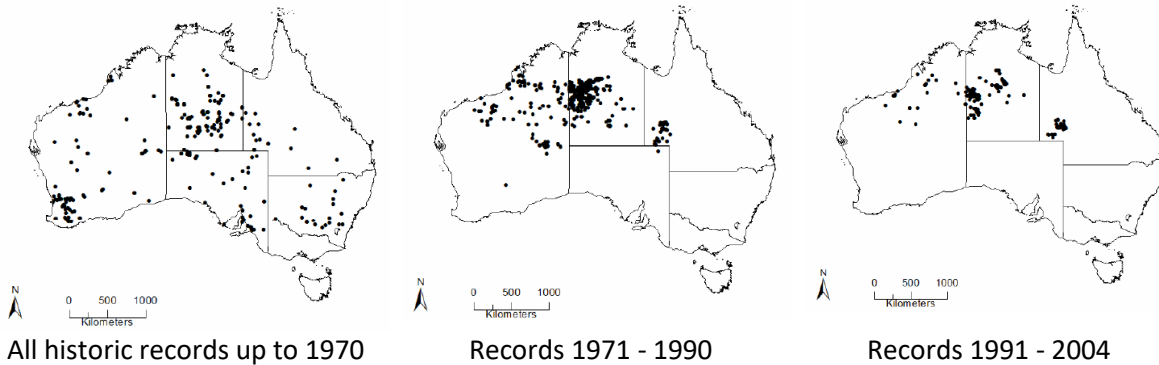 N
0 500 1000
Kilometers
All historic records up to 1970
N
0 500 1000
Kilometers
Records 1971 - 1990
N
0 500 1000
Kilometers
Records 1991 - 2004